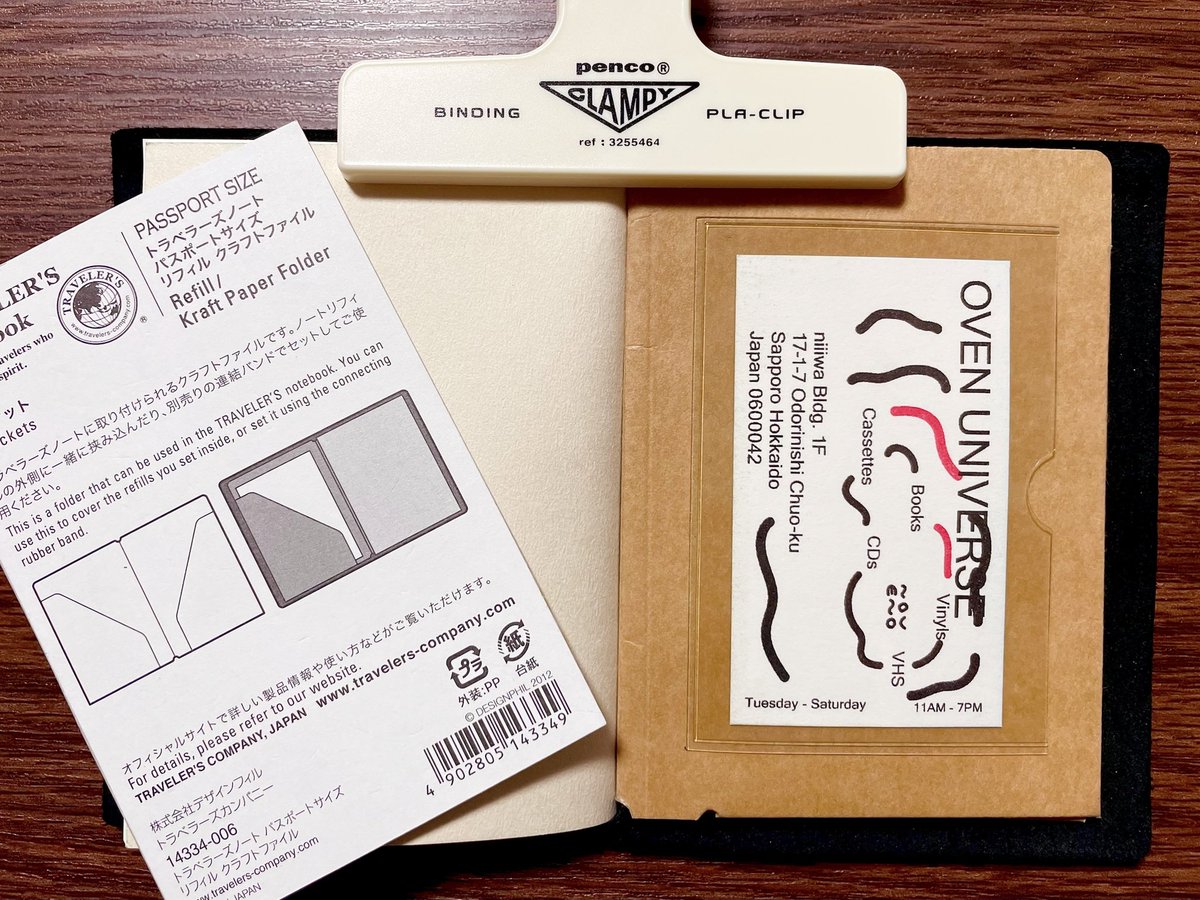 penco®
CLAMPY
BINDING
PLA-CLIP
ref : 3255464
PASSPORT SIZE
トラベラーズノート
パスポートサイズ
リフィル クラフトファイル
Refill/
Kraft Paper Folder
TRAVELER'S
www.travelers-company.com
®
avelers who
spirit.
ラベラーズノートに取り付けられるクラフトファイルです。ノートリフィ
ルの外側に一緒に挟み込んだり、別売りの連結バンドでセットしてご使
用ください。
This is a folder that can be used in the TRAVELER'S notebook. You can
use this to cover the refills you set inside, or set it using the connecting
rubber band.
オフィシャルサイトで詳しい製品情報や使い方などがご覧いただけます。
For details, please refer to our website.
TRAVELER'S COMPANY, JAPAN www.travelers-company.com
プラ
外装:PP
紙
台紙
© DESIGNPHIL 2012
4 902805 143349
株式会社デザインフィル
トラベラーズカンパニー
14334-006
トラベラーズノート パスポートサイズ
リフィル クラフトファイル
www.travelers-company.com
JAPAN
OVEN UNIVERSE
Cassettes
Books
CDs
Vinyls
VHS
niiiwa Bldg. 1F
17-1-7 Odorinishi Chuo-ku
Sapporo Hokkaido
Japan 0600042
Tuesday - Saturday
11AM - 7PM